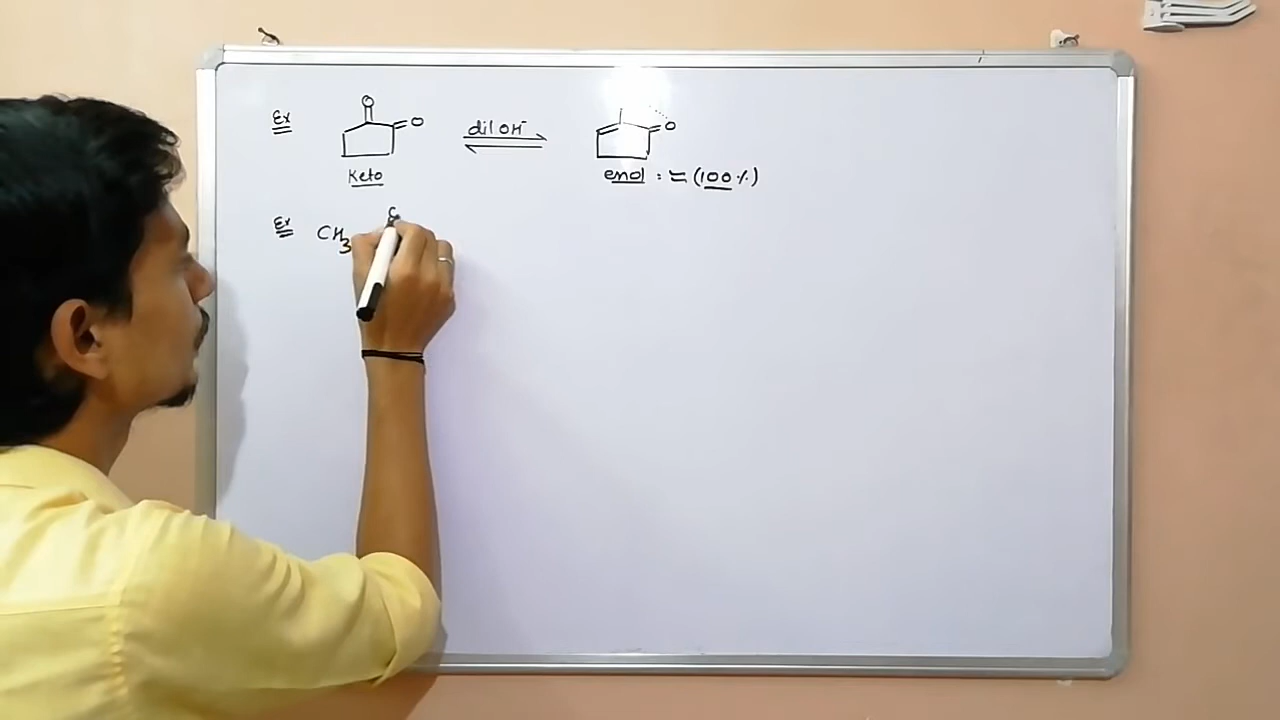 Ex O O dil OH⁻ O
Keto enol : ≈ (100%)
Ex CH₃